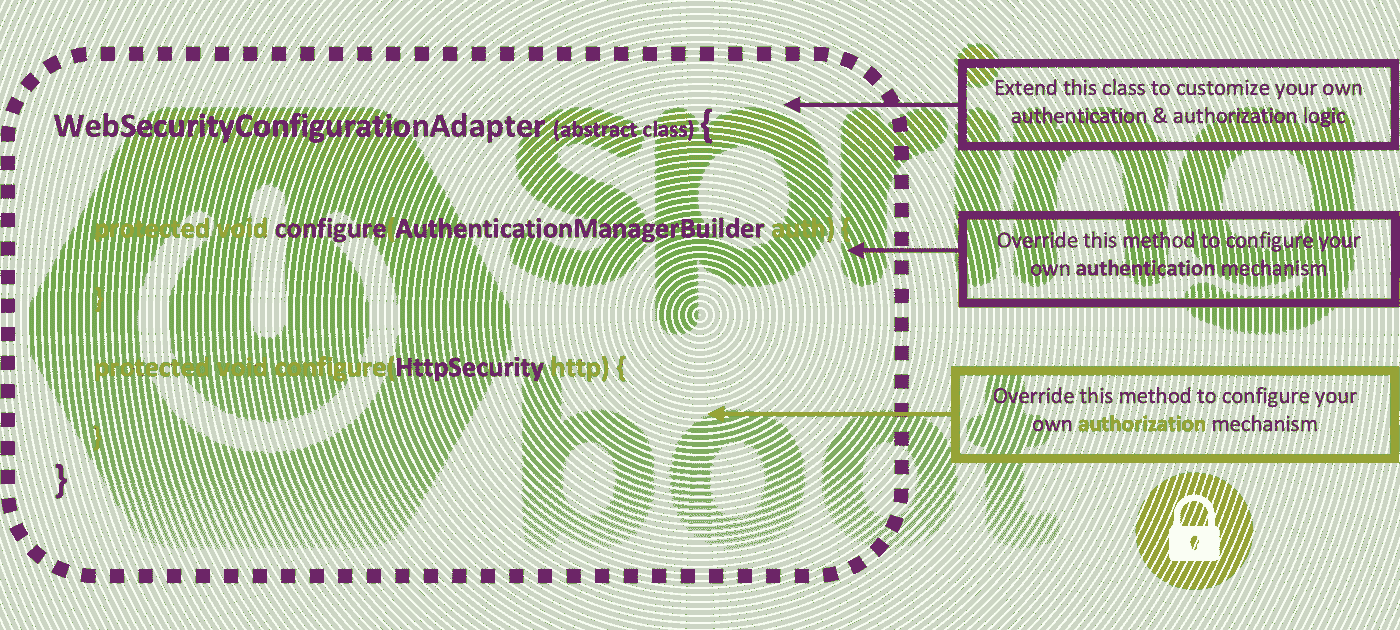 WebSecurityConfigurationAdapter (abstract class) {
Extend this class to customize your own
authentication & authorization logic
protected void configure(AuthenticationManagerBuilder auth) {
Override this method to configure your
own authentication mechanism
}
protected void configure(HttpSecurity http) {
Override this method to configure your
own authorization mechanism
}
}
spring
boot